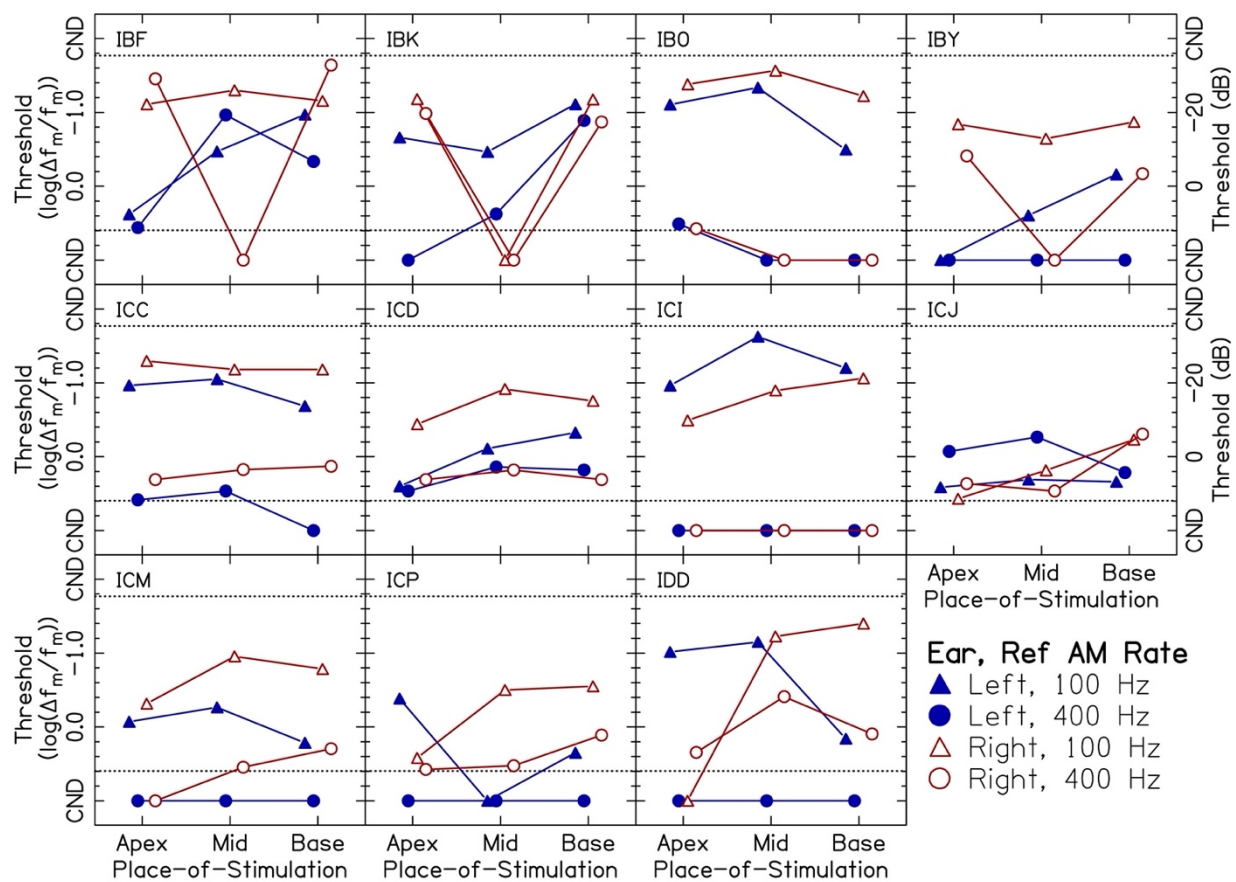 IBF
IBK
IBO
IBY
CND
-1.0
0.0
CND
Threshold
(log(Δfm/fm))
CND
-20
0
CND
Threshold (dB)
ICC
ICD
ICI
ICJ
CND
-1.0
0.0
CND
Threshold
(log(Δfm/fm))
CND
-20
0
CND
Threshold (dB)
Apex Mid Base
Place-of-Stimulation
ICM
ICP
IDD
CND
-1.0
0.0
CND
Threshold
(log(Δfm/fm))
Ear, Ref AM Rate
Left, 100 Hz
Left, 400 Hz
Right, 100 Hz
Right, 400 Hz
Apex Mid Base
Place-of-Stimulation
Apex Mid Base
Place-of-Stimulation
Apex Mid Base
Place-of-Stimulation